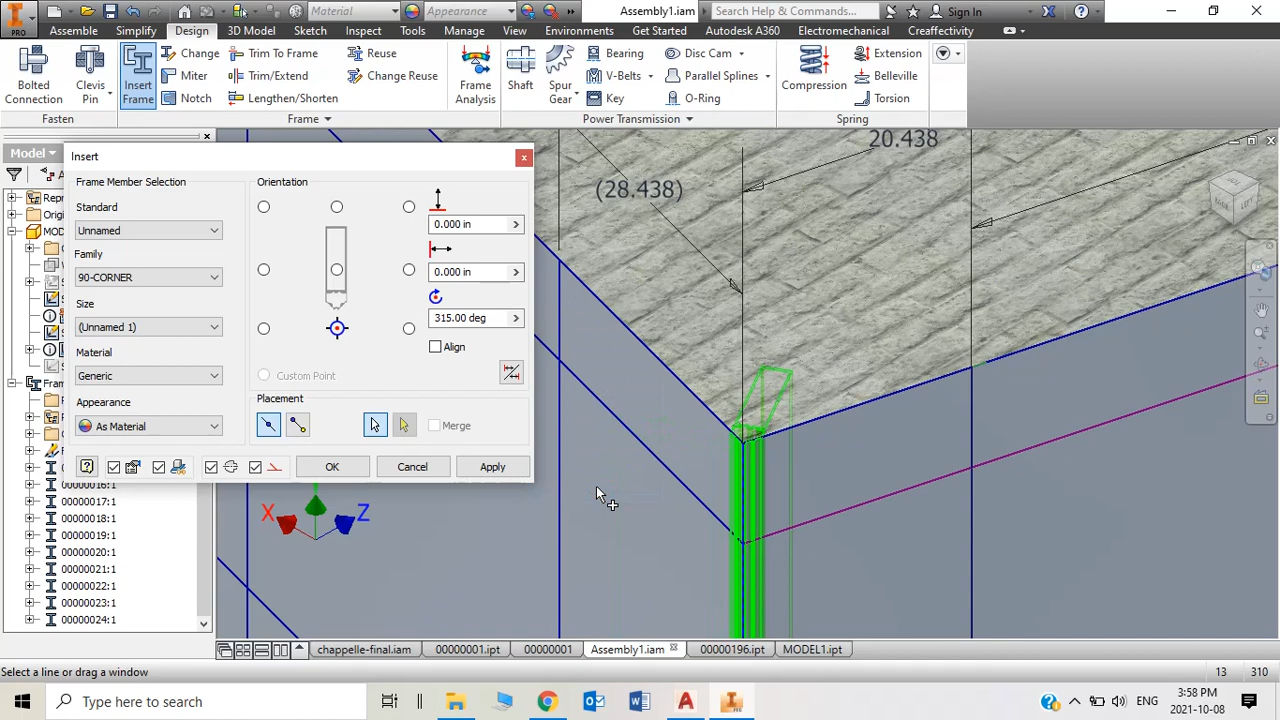 PRO
Material
Appearance
Assembly1.iam
Search Help & Commands...
Sign In
Assemble
Simplify
Design
3D Model
Sketch
Inspect
Tools
Manage
View
Environments
Get Started
Autodesk A360
Electromechanical
Creaffectivity
Bolted Connection
Clevis Pin
Insert Frame
Change
Miter
Notch
Trim To Frame
Trim/Extend
Lengthen/Shorten
Reuse
Change Reuse
Frame Analysis
Shaft
Spur Gear
Bearing
V-Belts
Key
Disc Cam
Parallel Splines
O-Ring
Compression
Extension
Belleville
Torsion
Fasten
Frame
Power Transmission
Spring
Model
Insert
Frame Member Selection
Standard
Unnamed
Family
90-CORNER
Size
(Unnamed 1)
Material
Generic
Appearance
As Material
Orientation
0.000 in
0.000 in
315.00 deg
Align
Custom Point
Placement
Merge
OK
Cancel
Apply
Repr
MOD
Fram
00000016:1
00000017:1
00000018:1
00000019:1
00000020:1
00000021:1
00000022:1
00000023:1
00000024:1
(28.438)
20.438
X
Z
chappelle-final.iam
00000001.ipt
00000001
Assembly1.iam
00000196.ipt
MODEL1.ipt
Select a line or drag a window
13
310
Type here to search
ENG
3:58 PM
2021-10-08